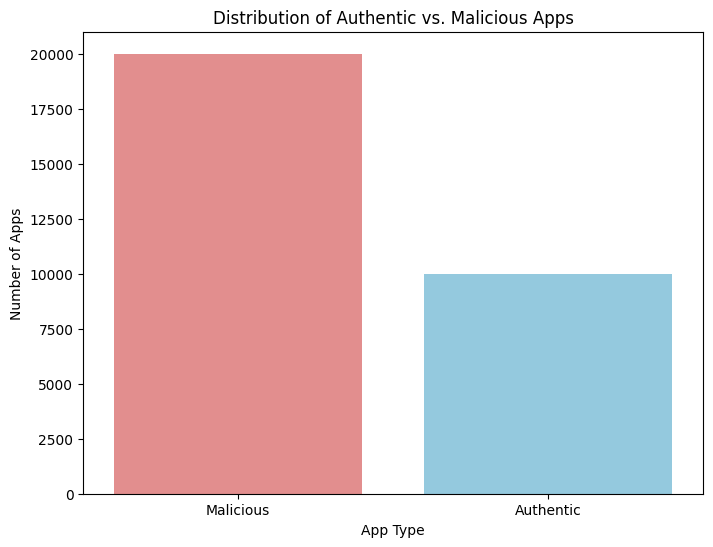 Distribution of Authentic vs. Malicious Apps
20000
17500
15000
12500
10000
7500
5000
2500
0
Number of Apps
Malicious
Authentic
App Type